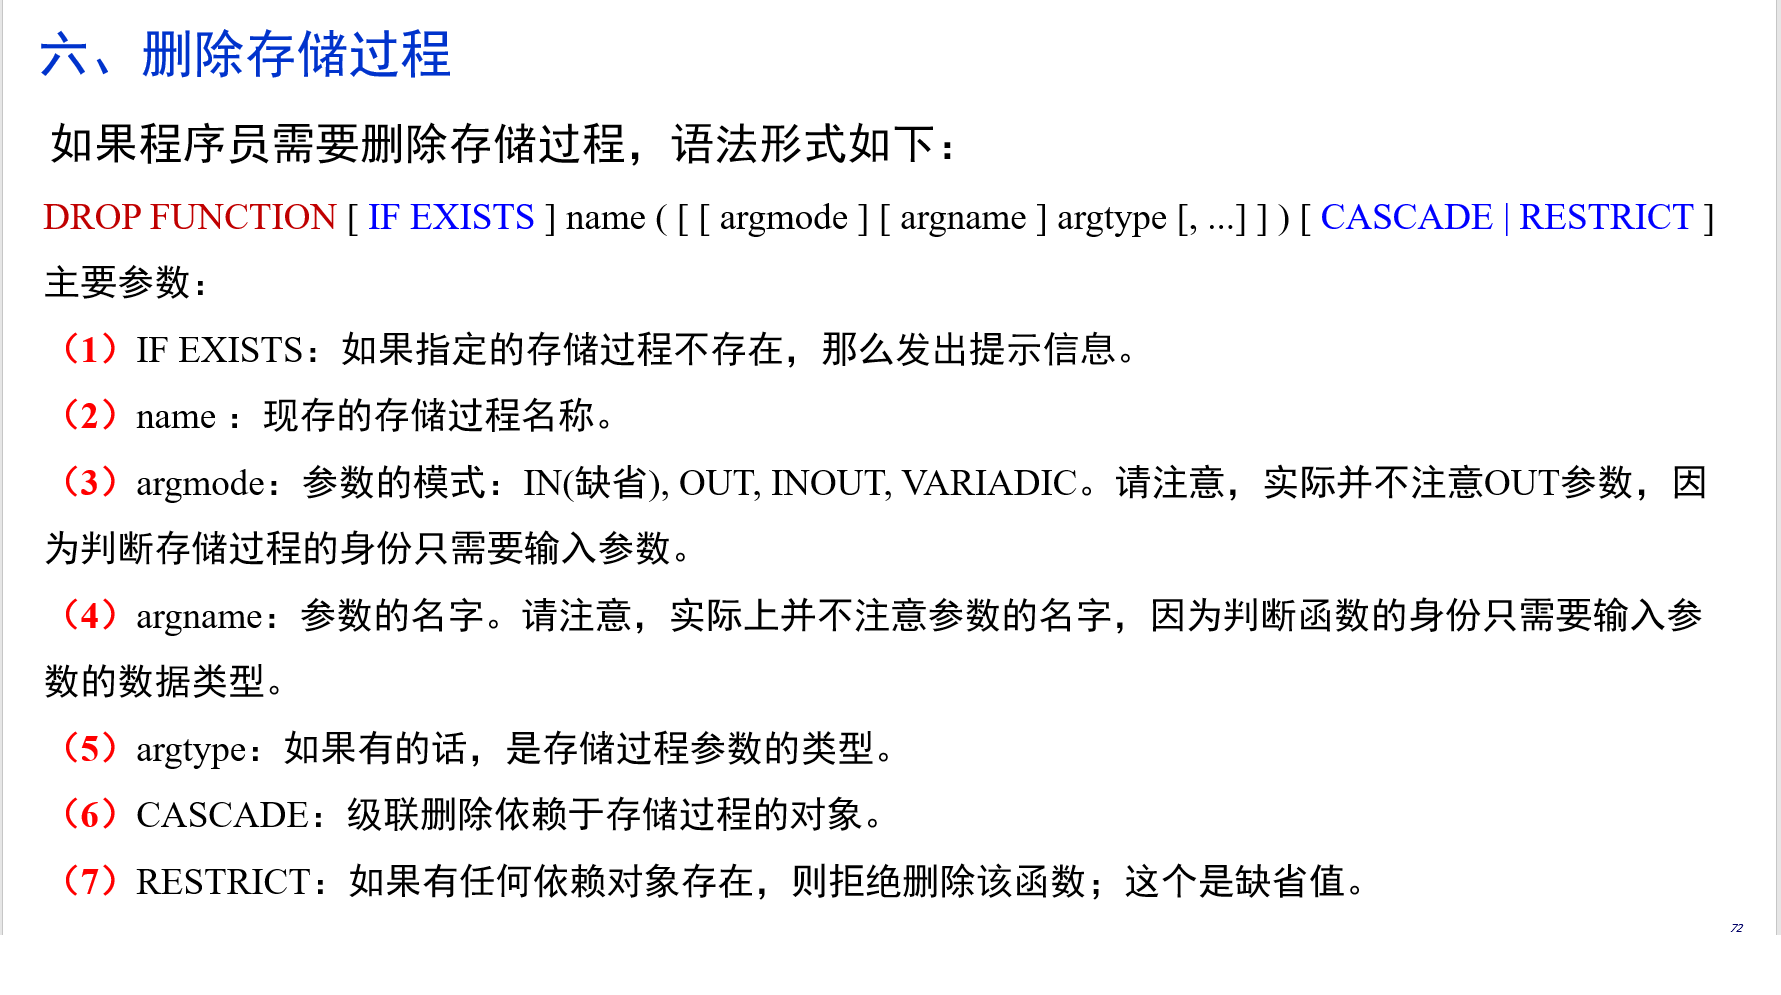 六、删除存储过程
如果程序员需要删除存储过程，语法形式如下：
DROP FUNCTION [ IF EXISTS ] name ( [ [ argmode ] [ argname ] argtype [, ...] ] ) [ CASCADE | RESTRICT ]
主要参数：
（1）IF EXISTS：如果指定的存储过程不存在，那么发出提示信息。
（2）name ：现存的存储过程名称。
（3）argmode：参数的模式：IN(缺省), OUT, INOUT, VARIADIC。请注意，实际并不注意OUT参数，因
为判断存储过程的身份只需要输入参数。
（4）argname：参数的名字。请注意，实际上并不注意参数的名字，因为判断函数的身份只需要输入参
数的数据类型。
（5）argtype：如果有的话，是存储过程参数的类型。
（6）CASCADE：级联删除依赖于存储过程的对象。
（7）RESTRICT：如果有任何依赖对象存在，则拒绝删除该函数；这个是缺省值。
72